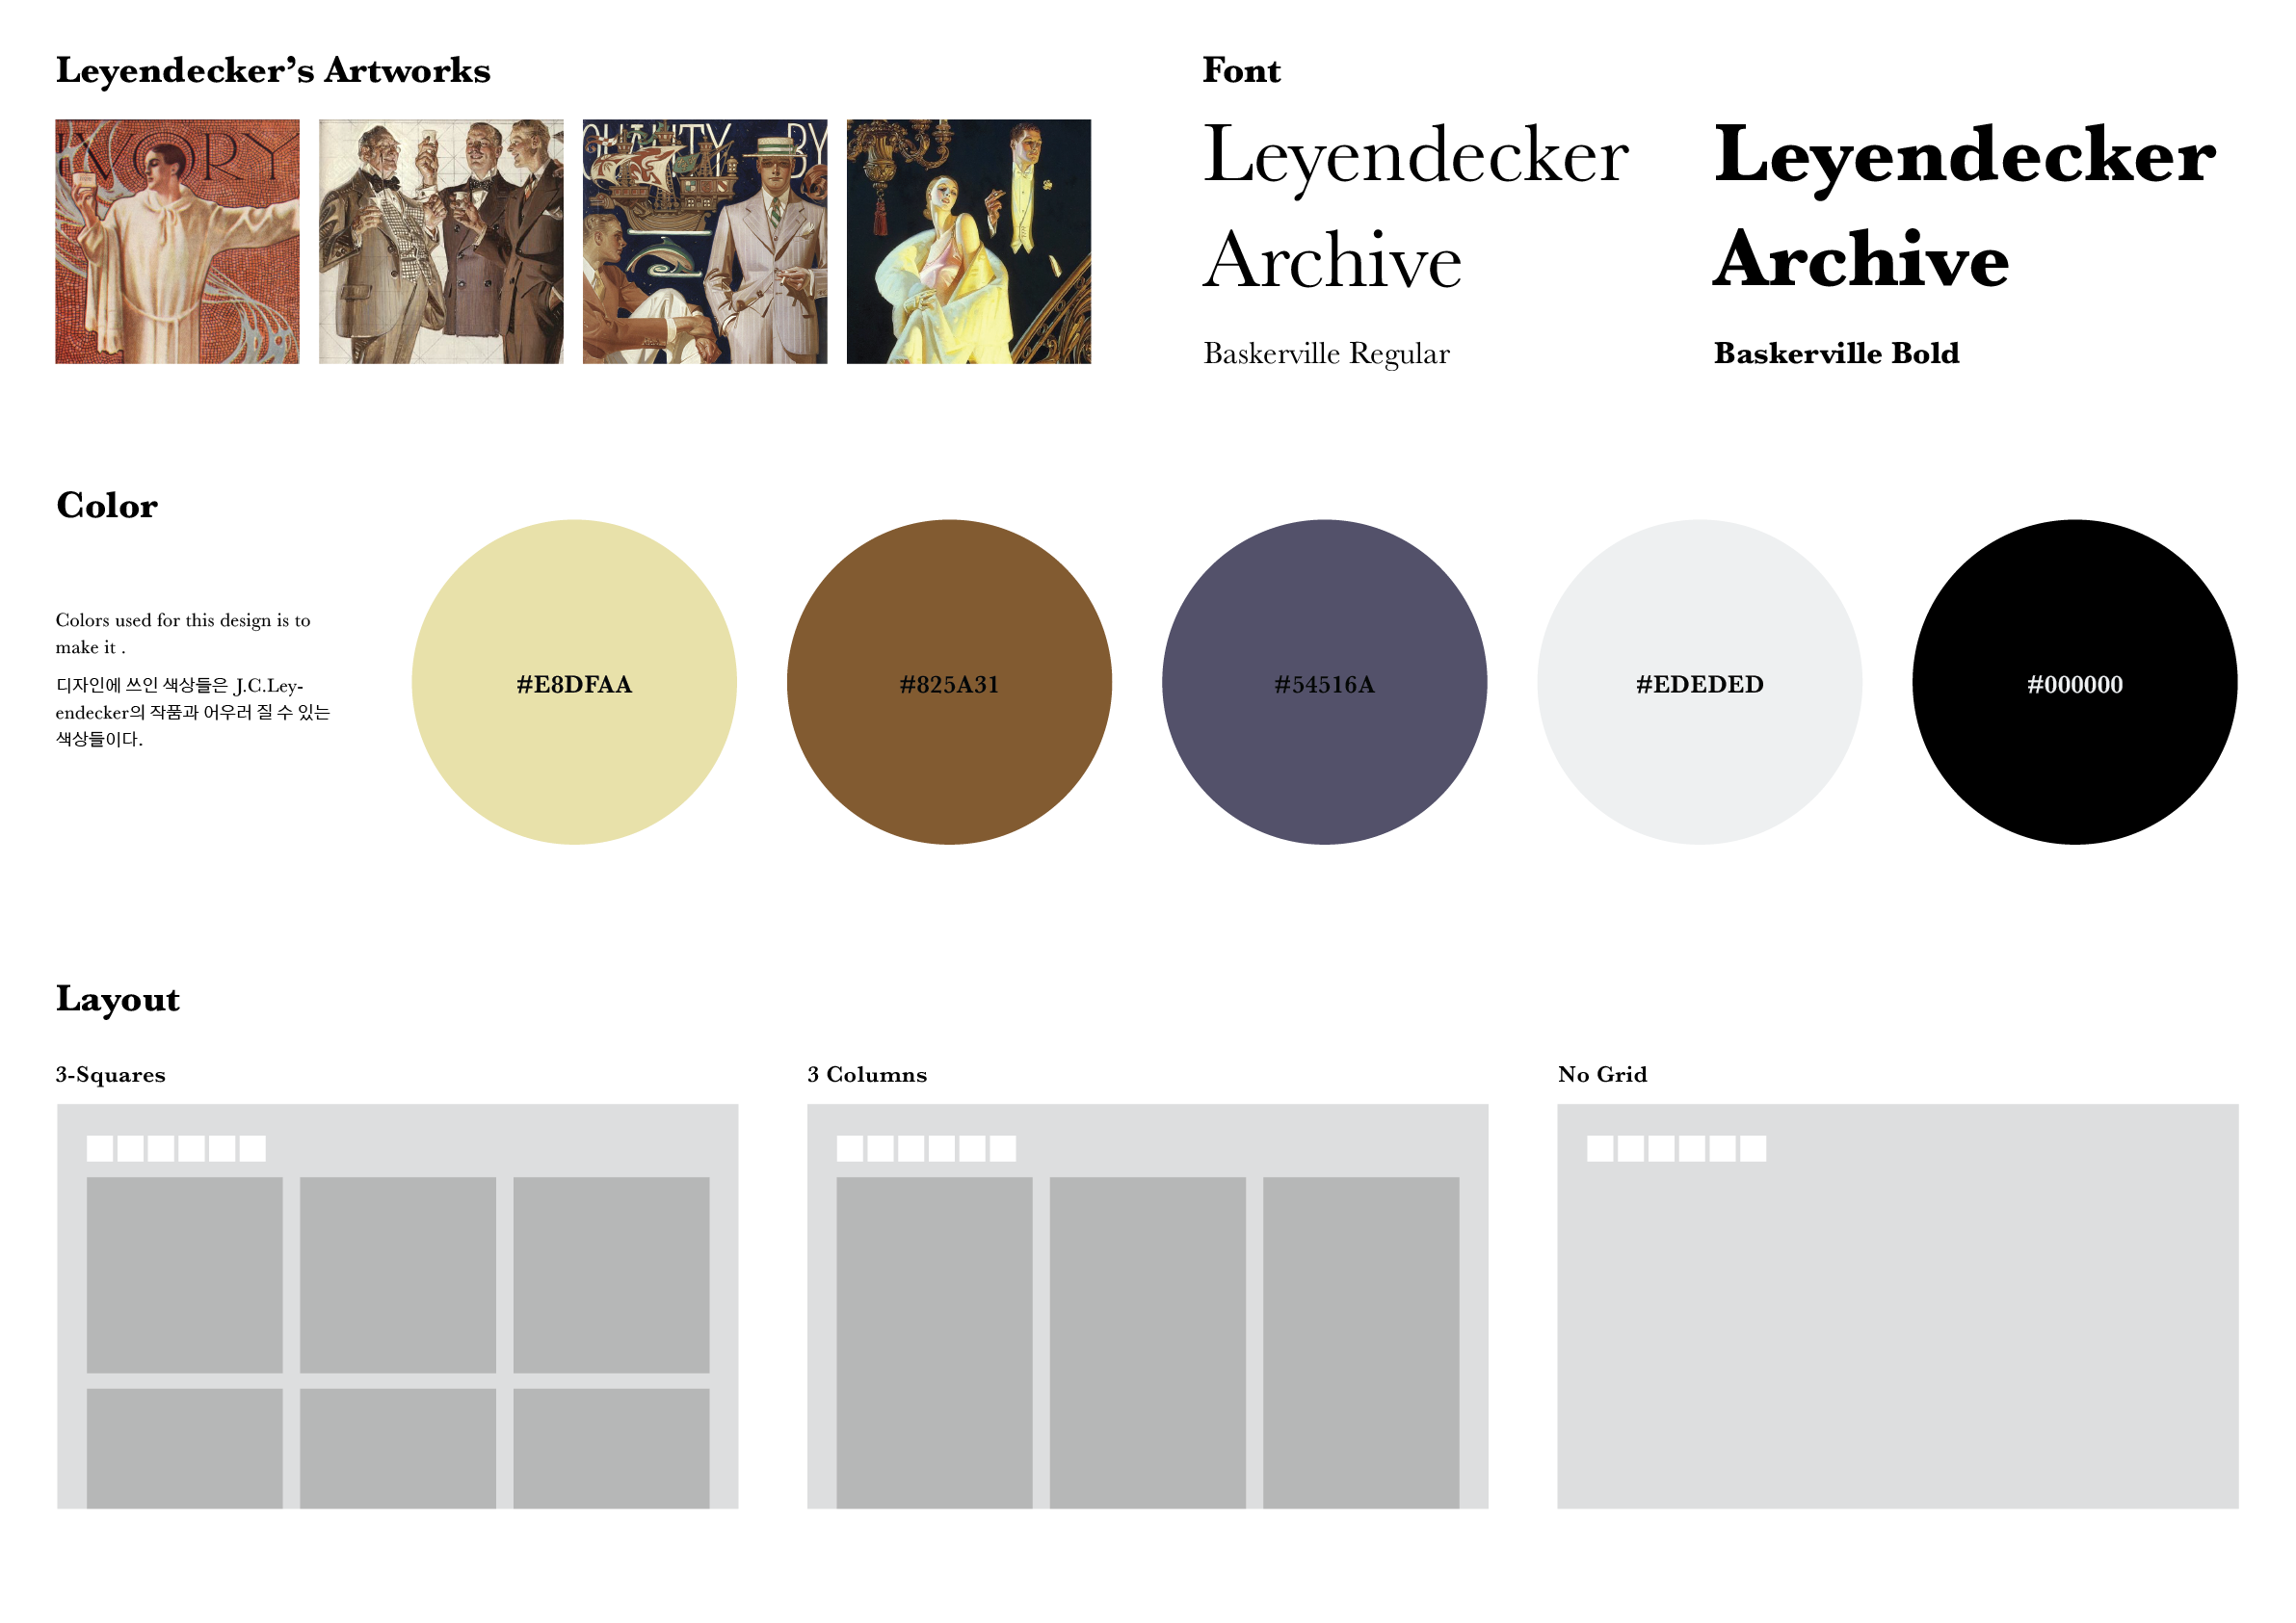 Leyendecker’s Artworks
IVORY
QUALITY BY
Font
Leyendecker
Archive
Baskerville Regular
Leyendecker
Archive
Baskerville Bold
Color
Colors used for this design is to
make it .
디자인에 쓰인 색상들은 J.C.Ley-
endecker의 작품과 어우러 질 수 있는
색상들이다.
#E8DFAA
#825A31
#54516A
#EDEDED
#000000
Layout
3-Squares
3 Columns
No Grid